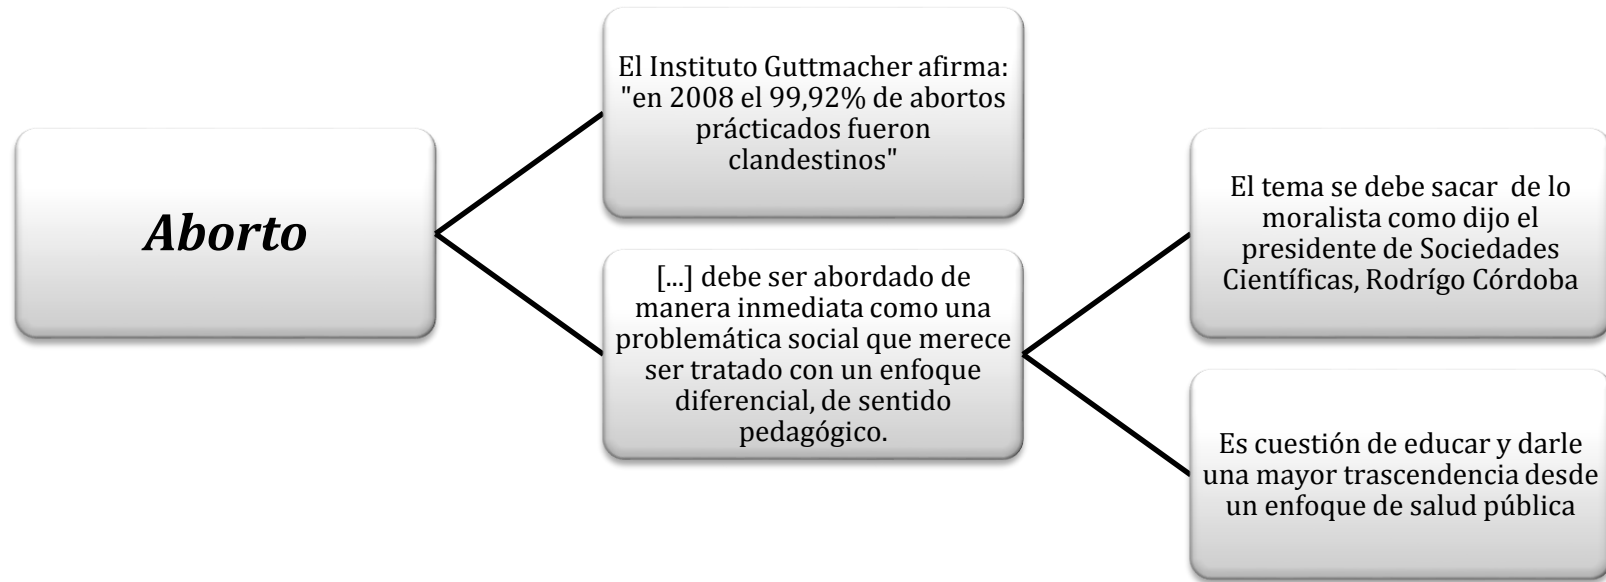 Aborto
El Instituto Guttmacher afirma:
"en 2008 el 99,92% de abortos
prácticados fueron
clandestinos"
[...] debe ser abordado de
manera inmediata como una
problemática social que merece
ser tratado con un enfoque
diferencial, de sentido
pedagógico.
El tema se debe sacar  de lo
moralista como dijo el
presidente de Sociedades
Científicas, Rodrígo Córdoba
Es cuestión de educar y darle
una mayor trascendencia desde
un enfoque de salud pública